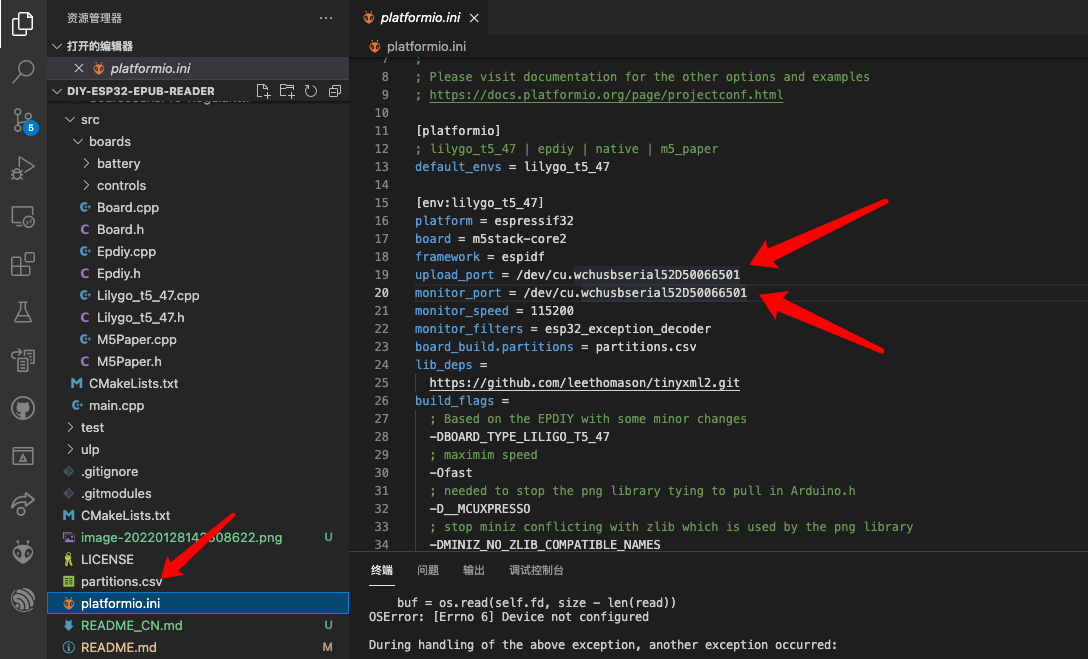 资源管理器
打开的编辑器
platformio.ini
DIY-ESP32-EPUB-READER
src
boards
battery
controls
Board.cpp
Board.h
Epdiy.cpp
Epdiy.h
Lilygo_t5_47.cpp
Lilygo_t5_47.h
M5Paper.cpp
M5Paper.h
CMakeLists.txt
main.cpp
test
ulp
.gitignore
.gitmodules
CMakeLists.txt
LICENSE
partitions.csv
platformio.ini
README_CN.md U
README.md M
5
platformio.ini
platformio.ini
7 ;
8 ; Please visit documentation for the other options and examples
9 ; https://docs.platformio.org/page/projectconf.html
10
11 [platformio]
12 ; lilygo_t5_47 | epdiy | native | m5_paper
13 default_envs = lilygo_t5_47
14
15 [env:lilygo_t5_47]
16 platform = espressif32
17 board = m5stack-core2
18 framework = espidf
19 upload_port = /dev/cu.wchusbserial52D50066501
20 monitor_port = /dev/cu.wchusbserial52D50066501
21 monitor_speed = 115200
22 monitor_filters = esp32_exception_decoder
23 board_build.partitions = partitions.csv
24 lib_deps =
25 https://github.com/leethomason/tinyxml2.git
26 build_flags =
27 ; Based on the EPDIY with some minor changes
28 -DBOARD_TYPE_LILIGO_T5_47
29 ; maximim speed
30 -Ofast
31 ; needed to stop the png library tying to pull in Arduino.h
32 -D__MCUXPRESSO
33 ; stop miniz conflicting with zlib which is used by the png library
34 -DMINIZ_NO_ZLIB_COMPATIBLE_NAMES
终端 问题 输出 调试控制台
buf = os.read(self.fd, size - len(read))
OSError: [Errno 6] Device not configured
During handling of the above exception, another exception occurred: